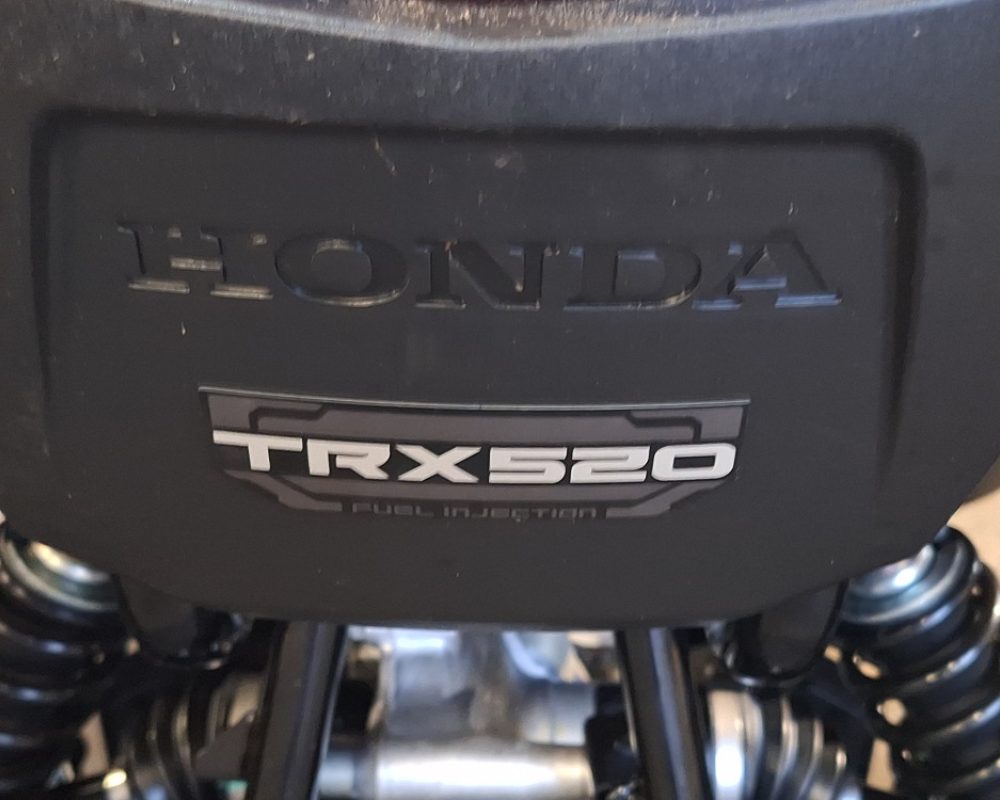 HONDA
TRX520
FUEL INJECTION